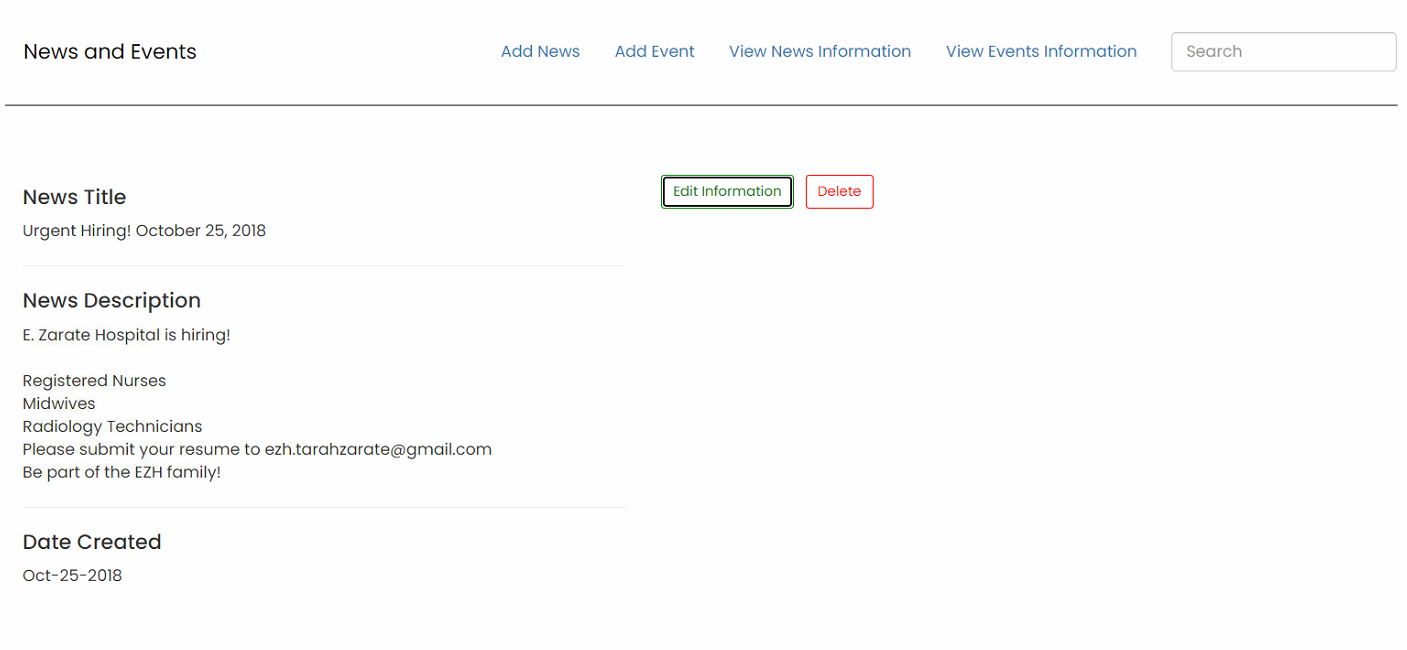 News and Events
Add News
Add Event
View News Information
View Events Information
Search
News Title
Urgent Hiring! October 25, 2018
Edit Information
Delete
News Description
E. Zarate Hospital is hiring!
Registered Nurses
Midwives
Radiology Technicians
Please submit your resume to ezh.tarahzarate@gmail.com
Be part of the EZH family!
Date Created
Oct-25-2018